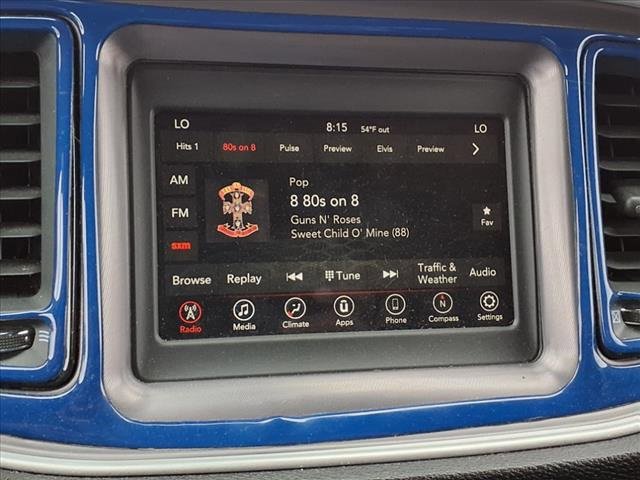 LO 8:15 54°F out LO
Hits 1 80s on 8 Pulse Preview Elvis Preview
AM
FM
sxm
Pop
8 80s on 8
Guns N' Roses
Sweet Child O' Mine (88)
Fav
Browse Replay Tune Traffic & Weather Audio
Radio Media Climate Apps Phone N Compass Settings